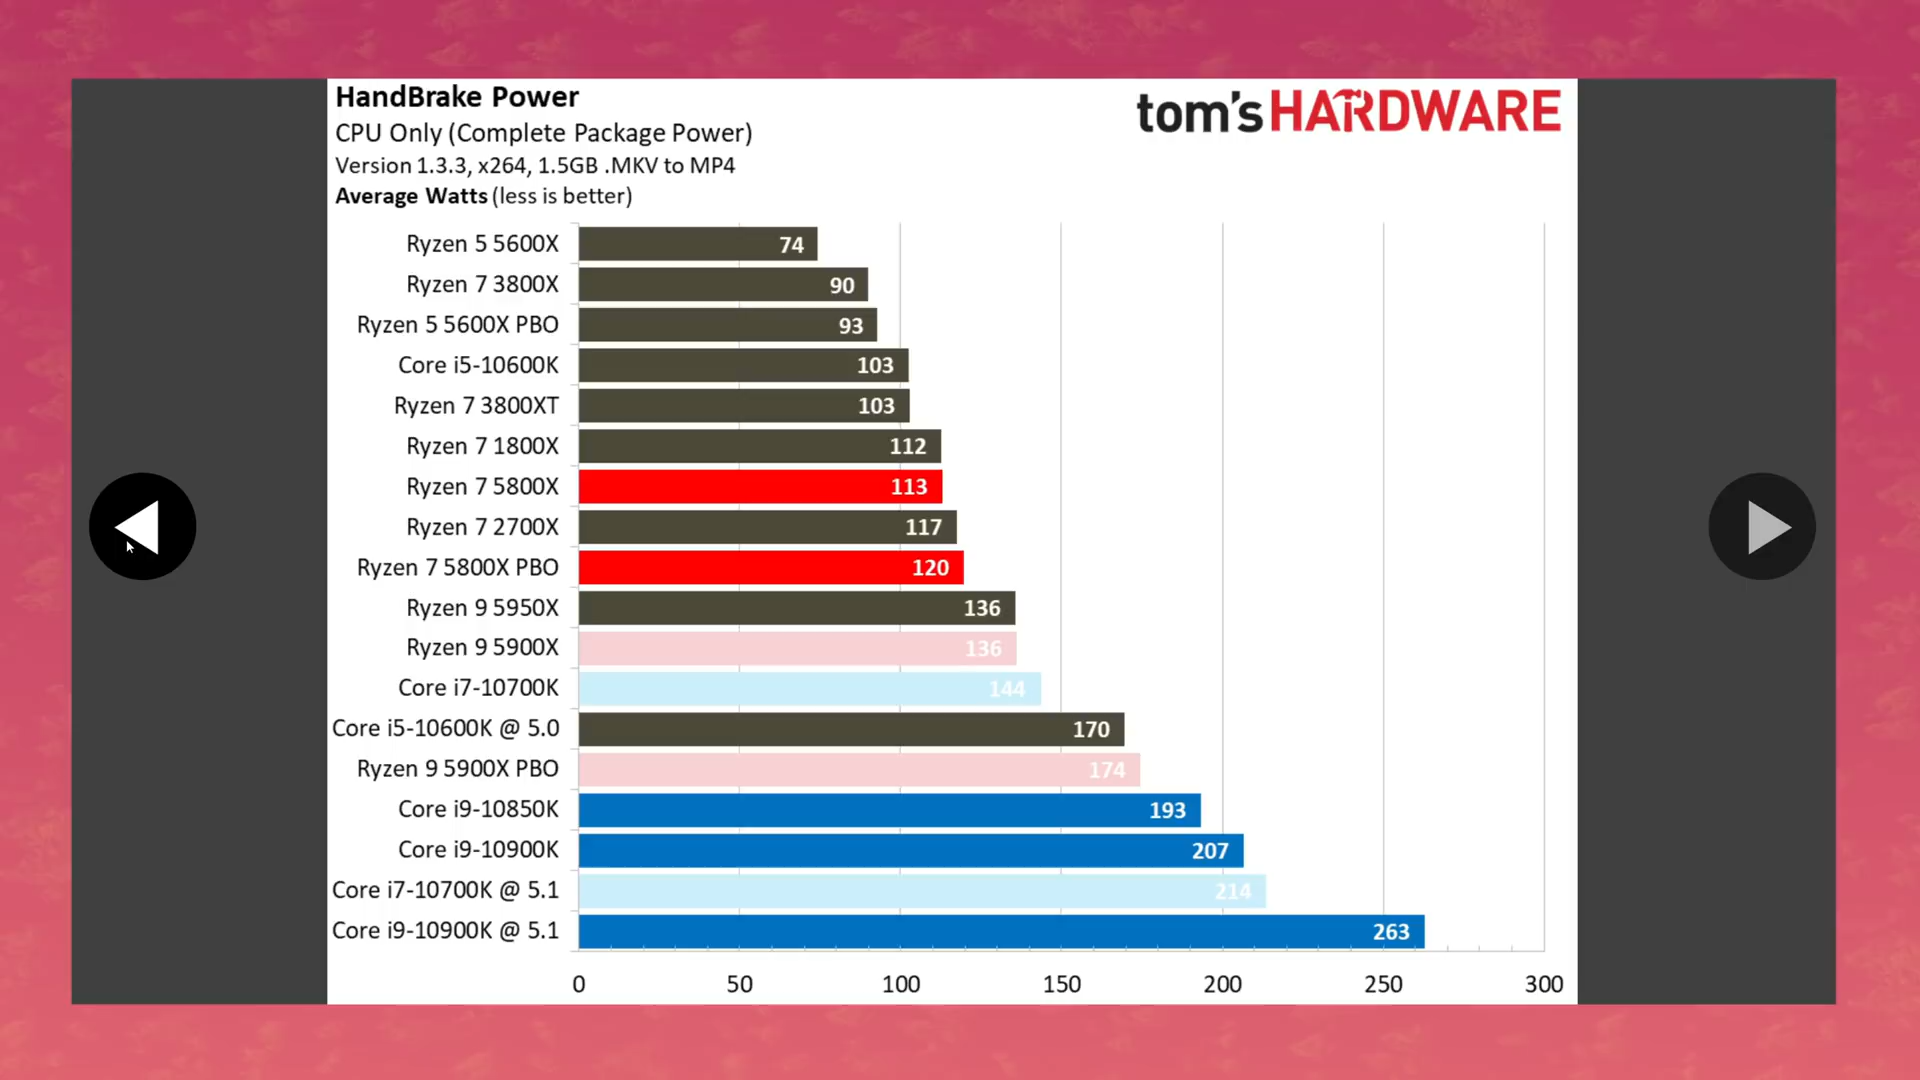 HandBrake Power
tom's HARDWARE
CPU Only (Complete Package Power)
Version 1.3.3, x264, 1.5GB .MKV to MP4
Average Watts (less is better)
Ryzen 5 5600X 74
Ryzen 7 3800X 90
Ryzen 5 5600X PBO 93
Core i5-10600K 103
Ryzen 7 3800XT 103
Ryzen 7 1800X 112
Ryzen 7 5800X 113
Ryzen 7 2700X 117
Ryzen 7 5800X PBO 120
Ryzen 9 5950X 136
Ryzen 9 5900X 136
Core i7-10700K 144
Core i5-10600K @ 5.0 170
Ryzen 9 5900X PBO 174
Core i9-10850K 193
Core i9-10900K 207
Core i7-10700K @ 5.1 214
Core i9-10900K @ 5.1 263
0 50 100 150 200 250 300